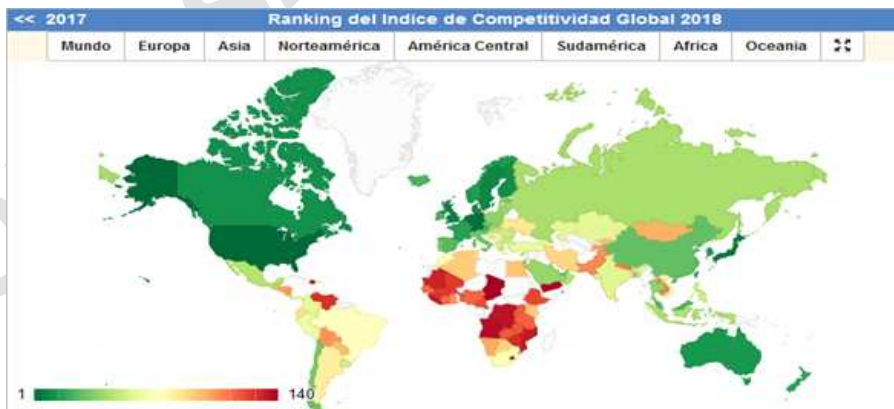 << 2017 Ranking del Indice de Competitividad Global 2018
Mundo Europa Asia Norteamérica América Central Sudamérica Africa Oceania
1 140